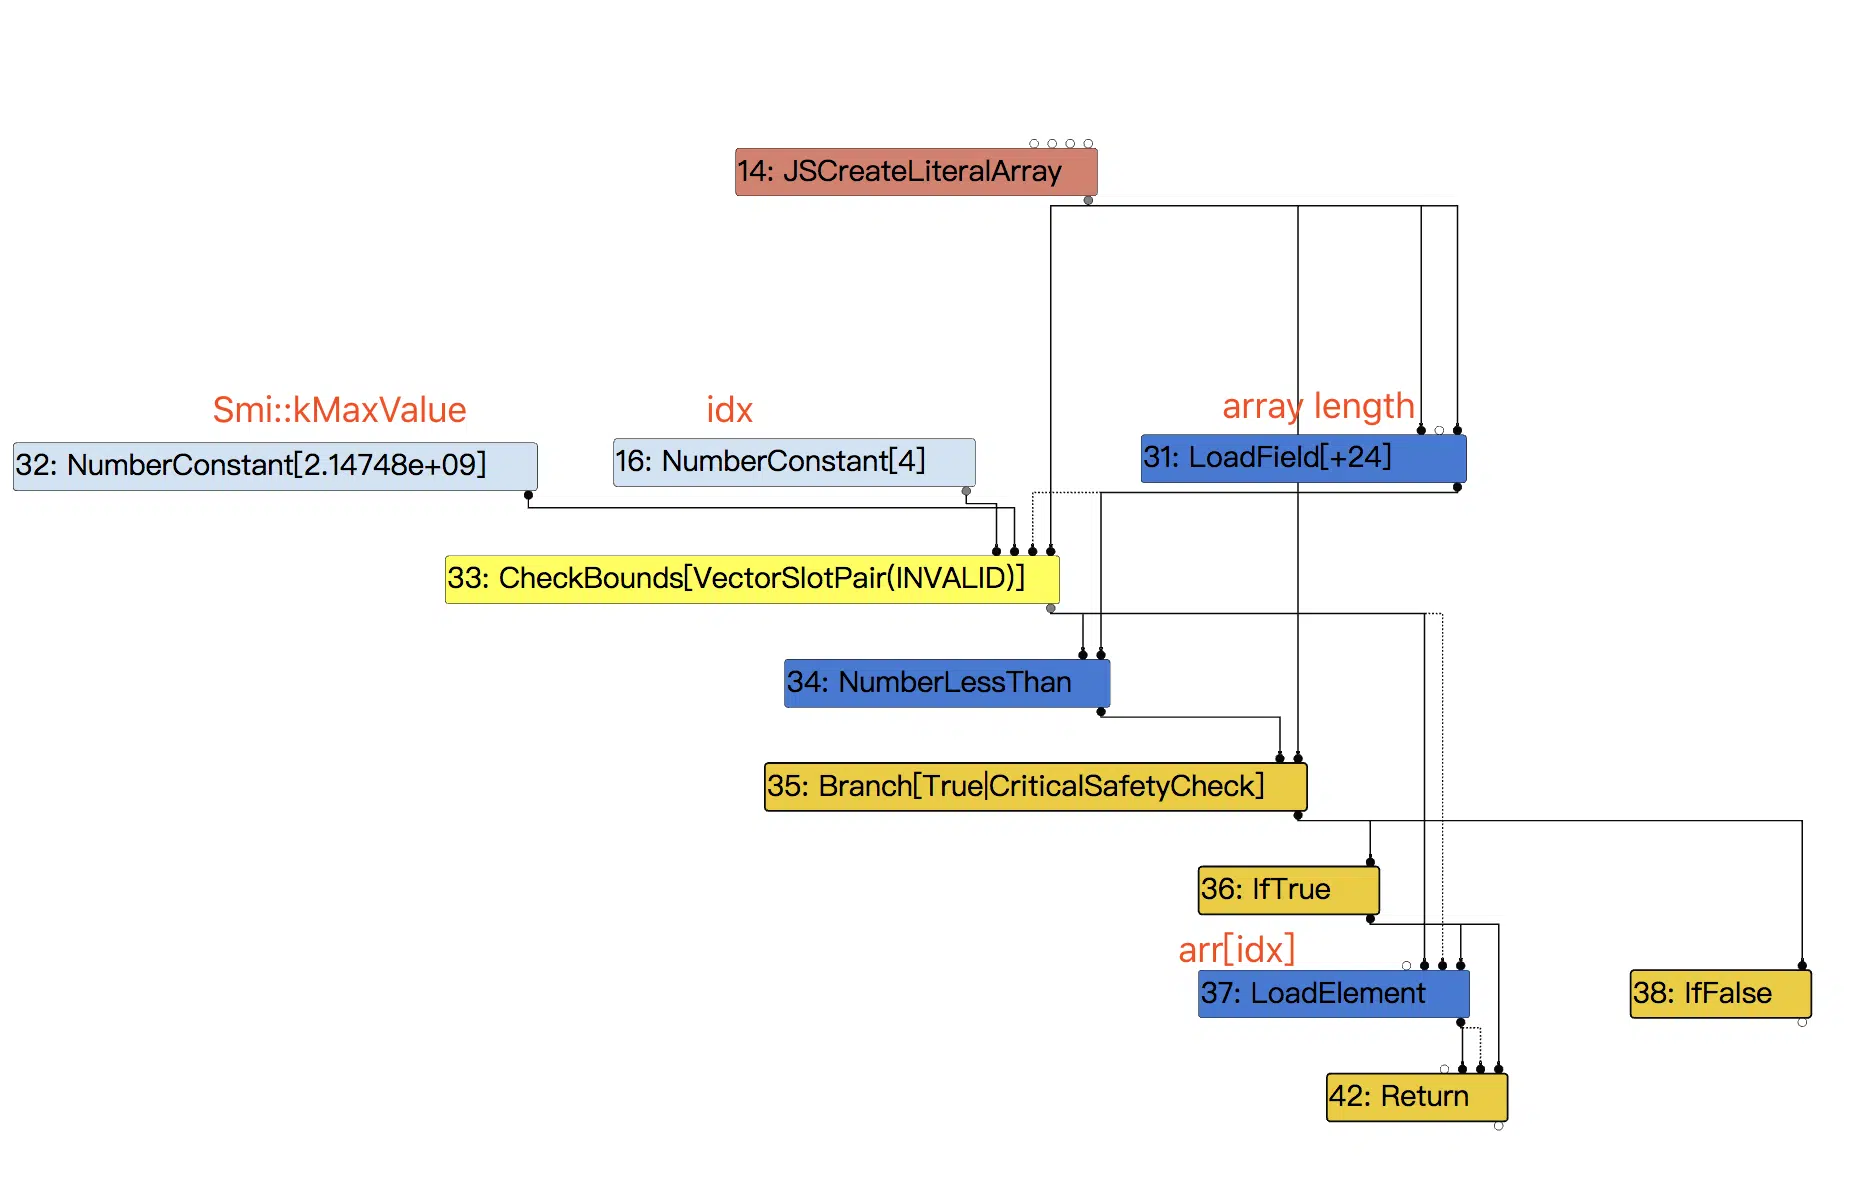 14: JSCreateLiteralArray
Smi::kMaxValue
idx
array length
32: NumberConstant[2.14748e+09]
16: NumberConstant[4]
31: LoadField[+24]
33: CheckBounds[VectorSlotPair(INVALID)]
34: NumberLessThan
35: Branch[True|CriticalSafetyCheck]
36: IfTrue
arr[idx]
37: LoadElement
38: IfFalse
42: Return